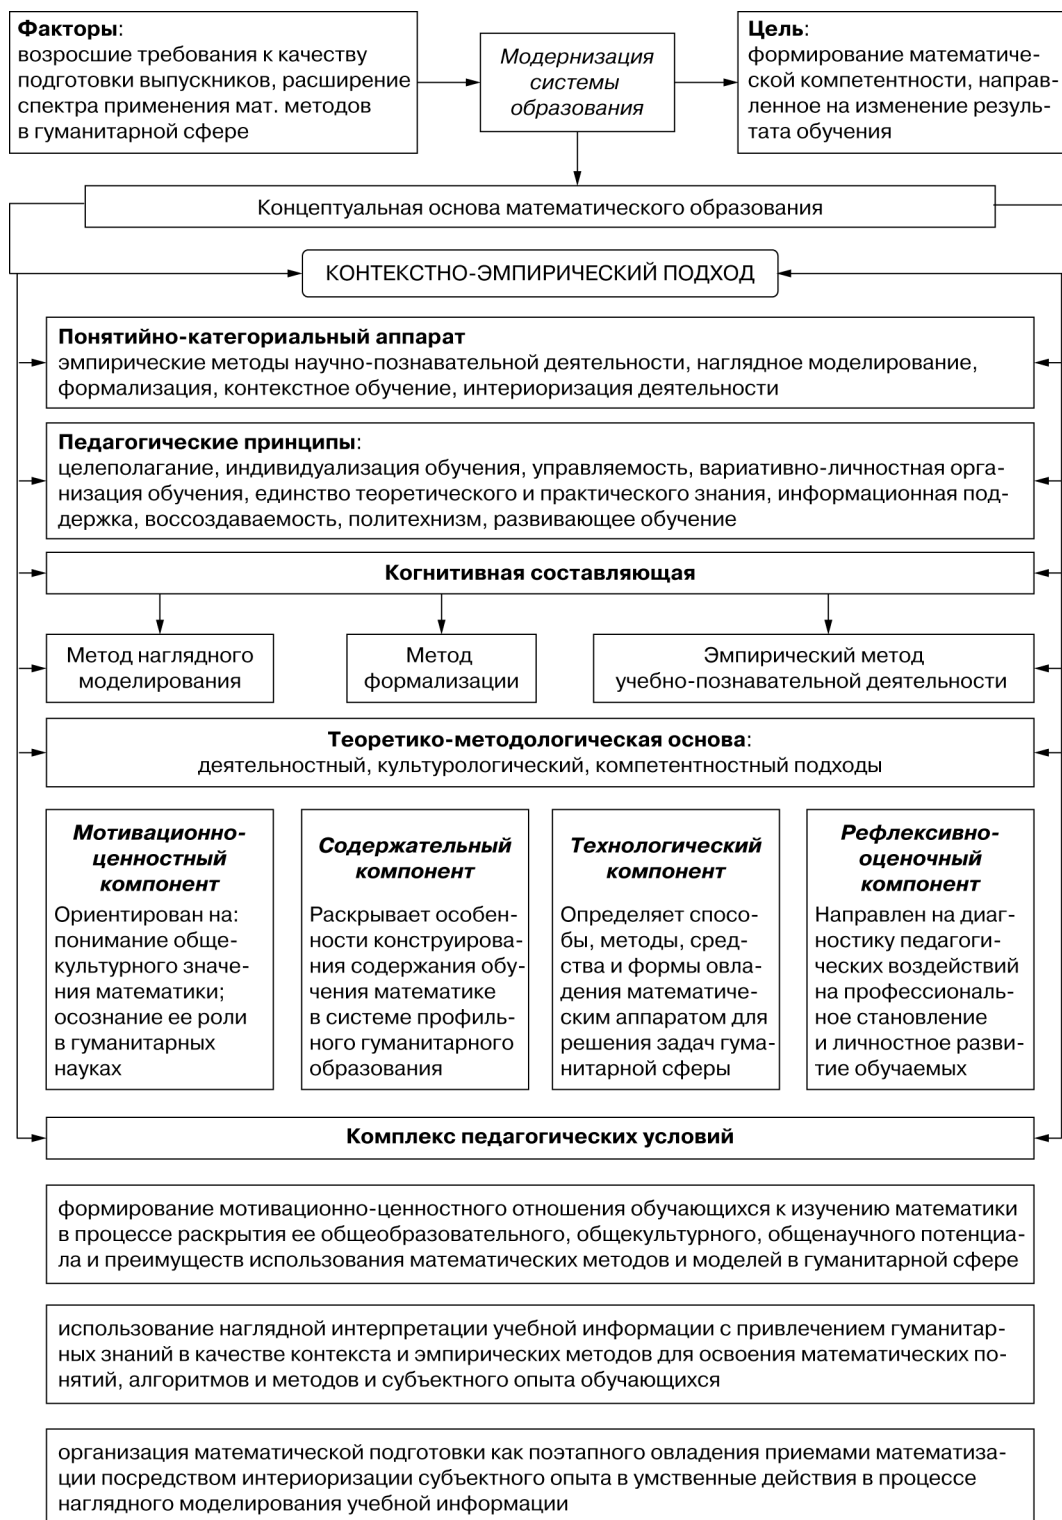 Факторы:
возросшие требования к качеству
подготовки выпускников, расширение
спектра применения мат. методов
в гуманитарной сфере
Модернизация
системы
образования
Цель:
формирование математиче-
ской компетентности, направ-
ленное на изменение резуль-
тата обучения
Концептуальная основа математического образования
КОНТЕКСТНО-ЭМПИРИЧЕСКИЙ ПОДХОД
Понятийно-категориальный аппарат
эмпирические методы научно-познавательной деятельности, наглядное моделирование,
формализация, контекстное обучение, интериоризация деятельности
Педагогические принципы:
целеполагание, индивидуализация обучения, управляемость, вариативно-личностная орга-
низация обучения, единство теоретического и практического знания, информационная под-
держка, воссоздаваемость, политехнизм, развивающее обучение
Когнитивная составляющая
Метод наглядного
моделирования
Метод
формализации
Эмпирический метод
учебно-познавательной деятельности
Теоретико-методологическая основа:
деятельностный, культурологический, компетентностный подходы
Мотивационно-
ценностный
компонент
Ориентирован на:
понимание обще-
культурного значе-
ния математики;
осознание ее роли
в гуманитарных
науках
Содержательный
компонент
Раскрывает особен-
ности конструирова-
ния содержания обу-
чения математике
в системе профиль-
ного гуманитарного
образования
Технологический
компонент
Определяет спосо-
бы, методы, сред-
ства и формы овла-
дения математиче-
ским аппаратом для
решения задач гума-
нитарной сферы
Рефлексивно-
оценочный
компонент
Направлен на диаг-
ностику педагоги-
ческих воздействий
на профессиональ-
ное становление
и личностное разви-
тие обучаемых
Комплекс педагогических условий
формирование мотивационно-ценностного отношения обучающихся к изучению математики
в процессе раскрытия ее общеобразовательного, общекультурного, общенаучного потенциа-
ла и преимуществ использования математических методов и моделей в гуманитарной сфере
использование наглядной интерпретации учебной информации с привлечением гуманитар-
ных знаний в качестве контекста и эмпирических методов для освоения математических по-
нятий, алгоритмов и методов и субъектного опыта обучающихся
организация математической подготовки как поэтапного овладения приемами математиза-
ции посредством интериоризации субъектного опыта в умственные действия в процессе
наглядного моделирования учебной информации